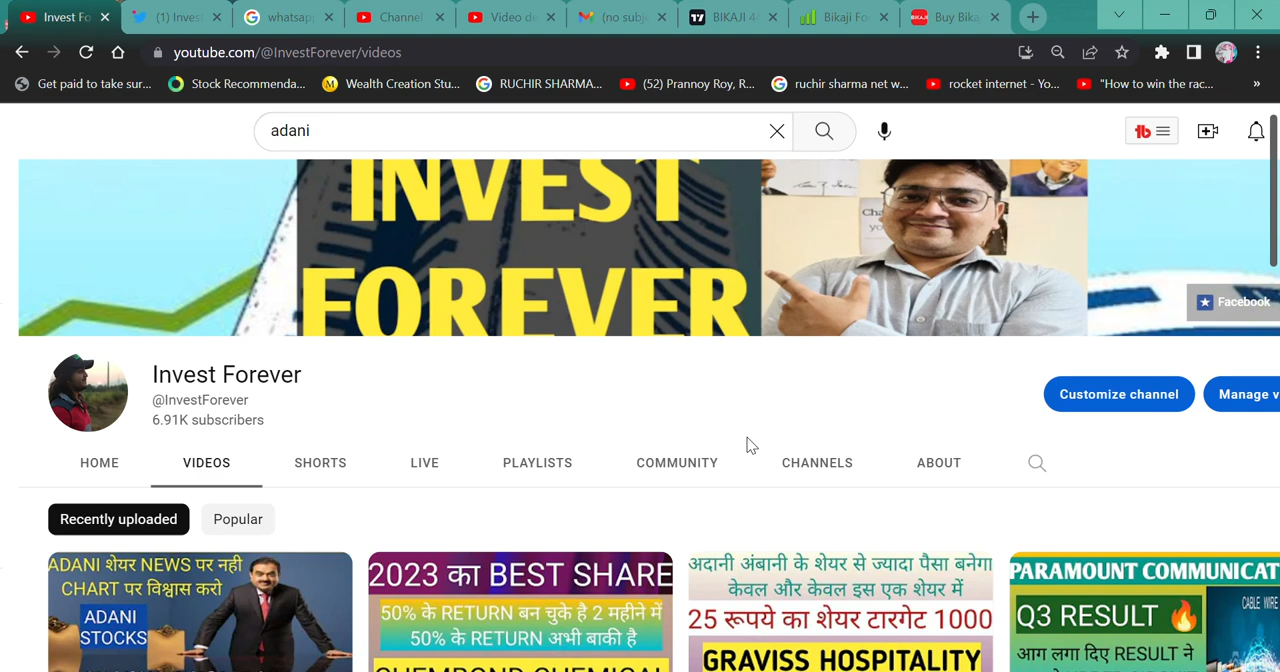 Invest Fo
(1) Invest
whatsap
Channel
Video de
(no subj
BIKAJI 4
Bikaji Fo
Buy Bika
youtube.com/@InvestForever/videos
Get paid to take sur...
Stock Recommenda...
Wealth Creation Stu...
RUCHIR SHARMA...
(52) Prannoy Roy, R...
ruchir sharma net w...
rocket internet - Yo...
"How to win the rac...
»
adani
INVEST
FOREVER
Facebook
Invest Forever
@InvestForever
6.91K subscribers
Customize channel
Manage v
HOME
VIDEOS
SHORTS
LIVE
PLAYLISTS
COMMUNITY
CHANNELS
ABOUT
Recently uploaded
Popular
ADANI शेयर NEWS पर नही
CHART पर विश्वास करो
ADANI
STOCKS
2023 का BEST SHARE
50% के RETURN बन चुके है 2 महीने में
50% के RETURN अभी बाकी है
CHEMBOND CHEMICAL
अदानी अंबानी के शेयर से ज्यादा पैसा बनेगा
केवल और केवल इस एक शेयर में
25 रूपये का शेयर टारगेट 1000
GRAVISS HOSPITALITY
PARAMOUNT COMMUNICAT
Q3 RESULT
CABLE WIRE
आग लगा दिए RESULT ने